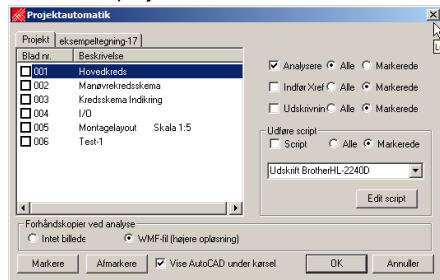 Projektautomatik
Projekt eksempeltegning-17
Blad nr. Beskrivelse
001 Hovedkreds
002 Manøvrekredsskema
003 Kredsskema Indikring
004 I/O
005 Montagelayout Skala 1:5
006 Test-1
Analysere Alle Markerede
Indfør Xref Alle Markerede
Udskrivnin Alle Markerede
Udføre script
Script Alle Markerede
Udskrift BrotherHL-2240D
Edit script
Forhåndskopier ved analyse
Intet billede WMF-fil (højere opløsning)
Markere Afmarkere Vise AutoCAD under kørsel OK Annuller